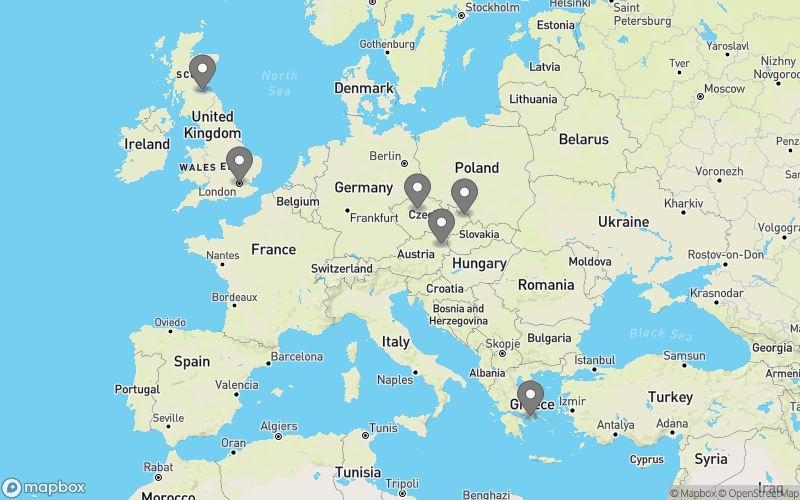 Helsinki
Stockholm
Saint
Petersburg
Estonia
Gothenburg
Yaroslavl
Tver
Nizhny
Novgorod
Latvia
Moscow
North
Sea
Denmark
Lithuania
United
Kingdom
Ireland
Belarus
Penza
WALES
Berlin
Poland
Voronezh
London
Germany
Belgium
Frankfurt
Kharkiv
Ukraine
Volgograd
Slovakia
Nantes
France
Austria
Hungary
Moldova
Rostov-on-Don
Switzerland
Croatia
Romania
Krasnodar
Bordeaux
Bosnia and
Herzegovina
Black Sea
Oviedo
Italy
Skopje
Bulgaria
Georgia
Spain
Barcelona
Albania
Istanbul
Samsun
Naples
Portugal
Valencia
Greece
Izmir
Turkey
Seville
Antalya
Adana
Algiers
Tunis
Oran
Cyprus
Syria
Rabat
Tunisia
Tripoli
Morocco
Benghazi
Iraq
mapbox
© Mapbox © OpenStreetMap